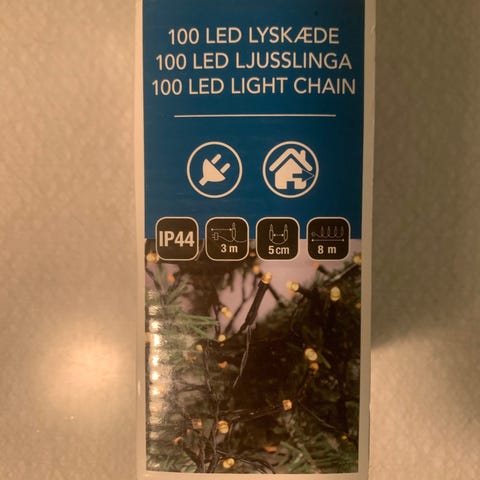 100 LED LYSKÆDE
100 LED LJUSSLINGA
100 LED LIGHT CHAIN
IP44
3 m
5 cm
8 m